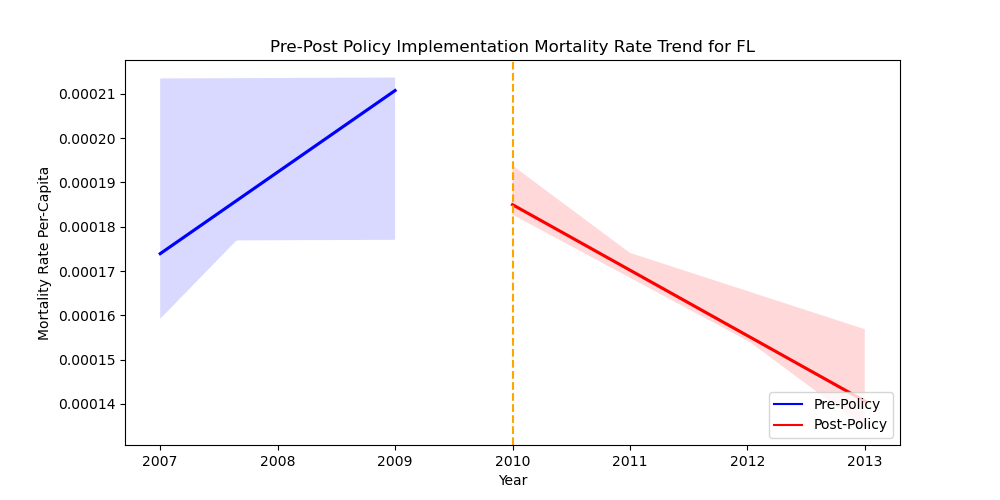 Pre-Post Policy Implementation Mortality Rate Trend for FL
Mortality Rate Per-Capita
0.00021
0.00020
0.00019
0.00018
0.00017
0.00016
0.00015
0.00014
Pre-Policy
Post-Policy
2007 2008 2009 2010 2011 2012 2013
Year